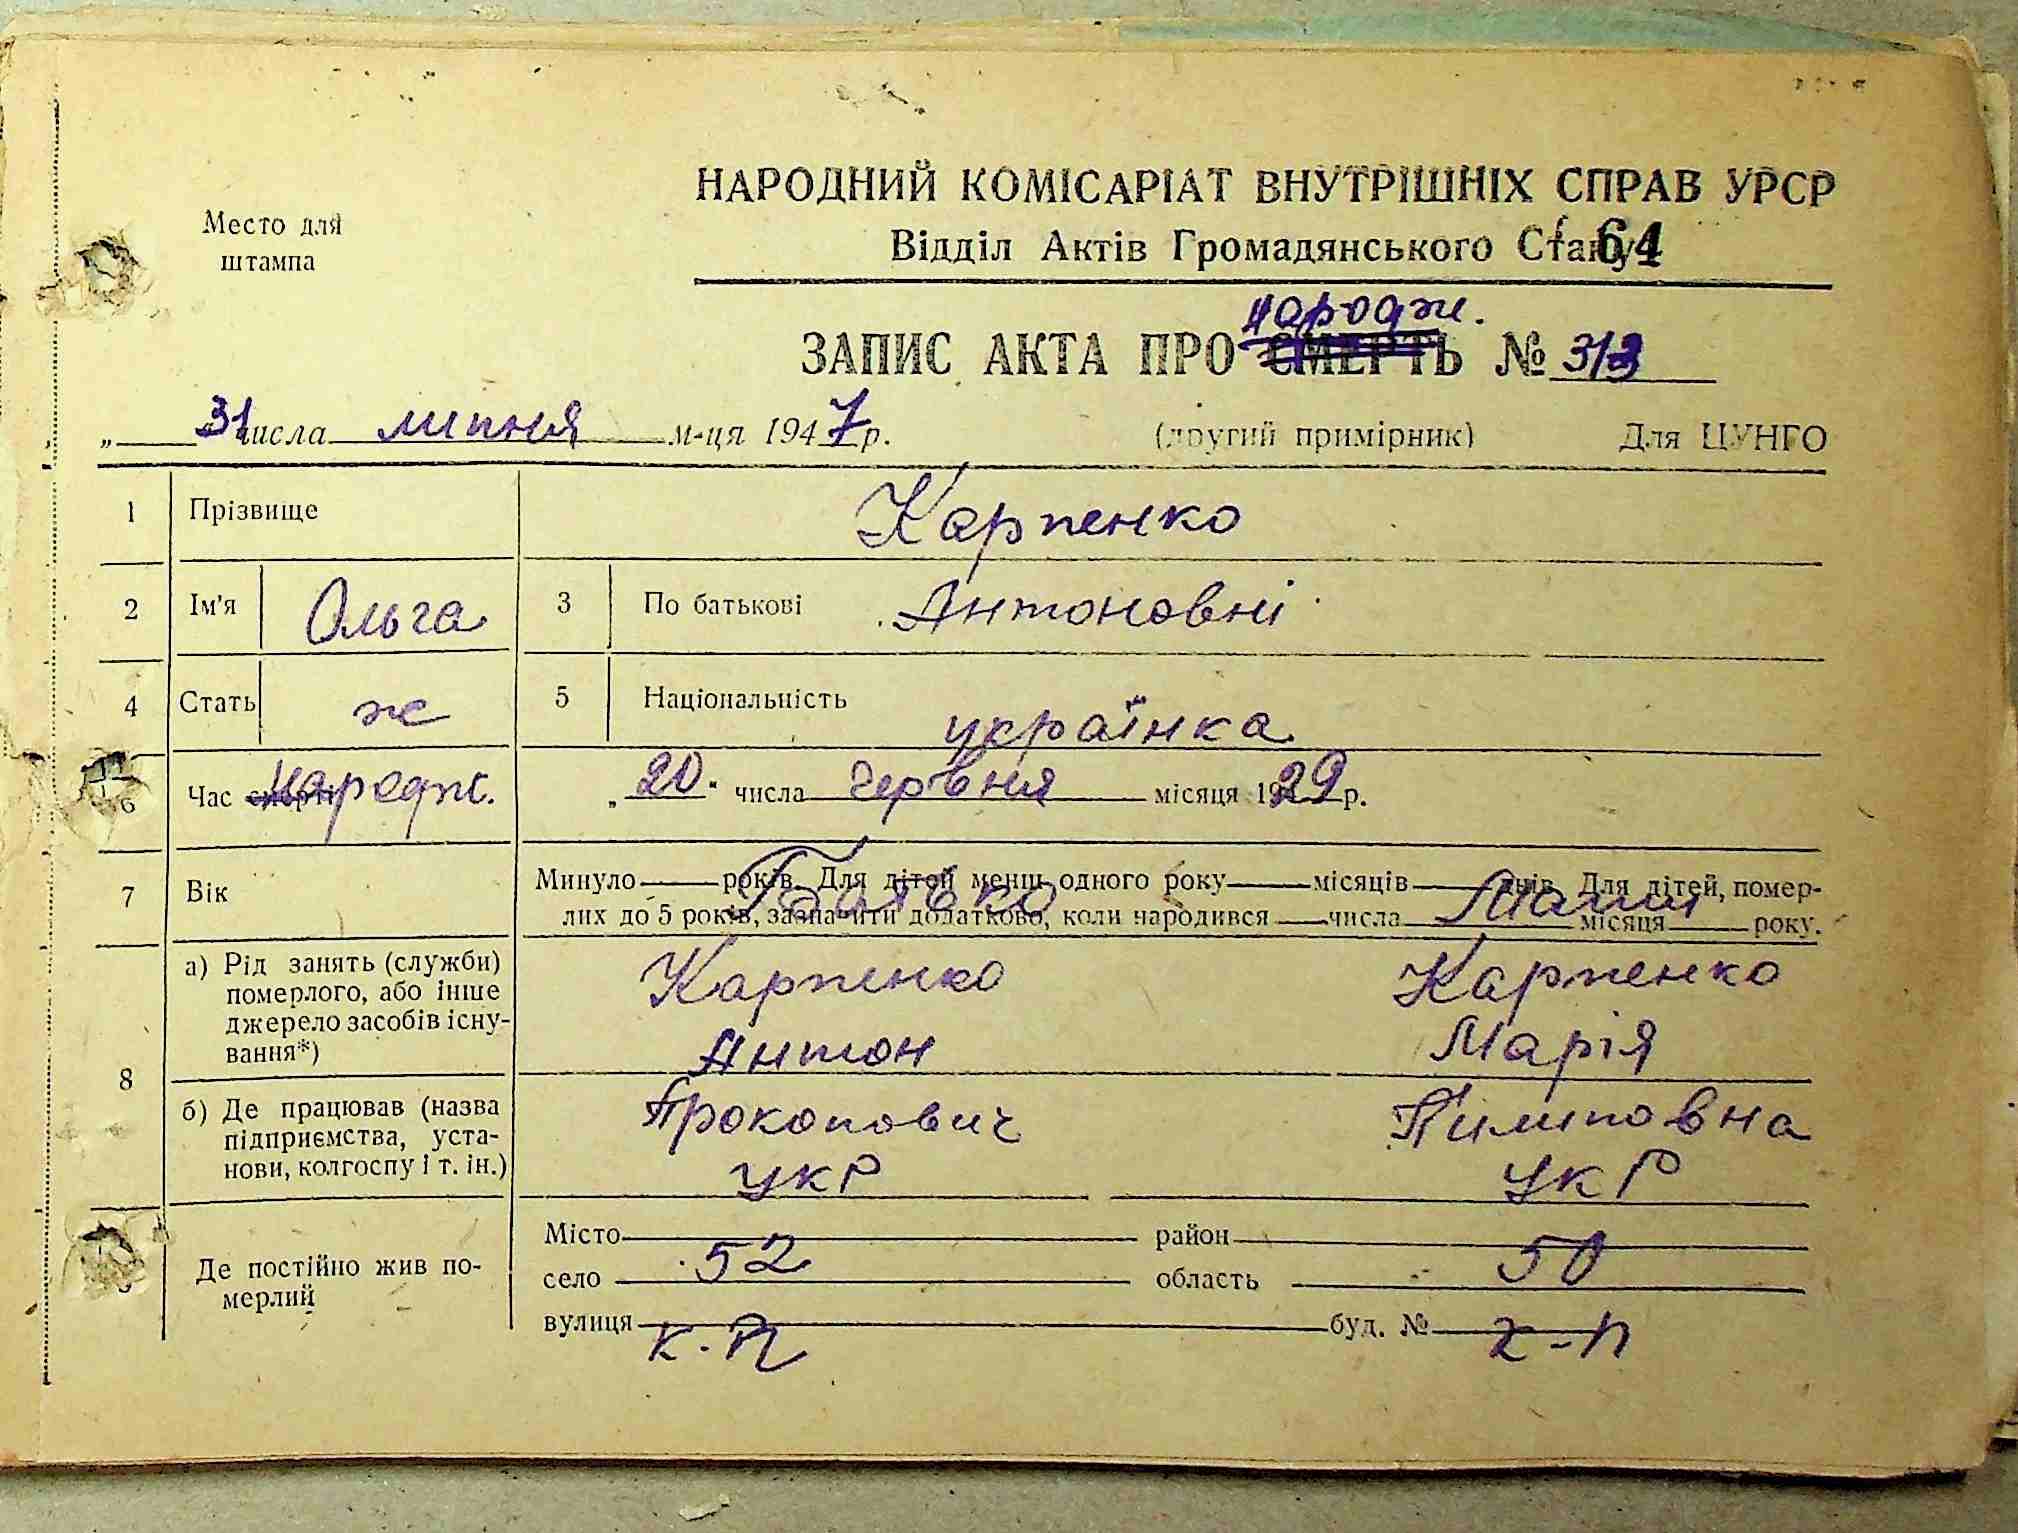 НАРОДНИЙ КОМІСАРІАТ ВНУТРІШНІХ СПРАВ УРСР
Место для штампа
Відділ Актів Громадянського Стану 64
народж.
ЗАПИС АКТА ПРО СМЕРТЬ № 313
„ 31 числа липня м-ця 1947 р. (другий примірник) Для ЦУНГО
1 Прізвище Карпенко
2 Ім'я Ольга 3 По батькові Антоновні
4 Стать ж 5 Національність українка
6 Час смерті народж. „ 20. числа червня місяця 1929 р.
7 Вік Минуло — років. Для дітей менш одного року — місяців — днів. Для дітей, помер-
лих до 5 років, зазначити додатково, коли народився — числа — місяця — року.
Батько Мати
8 а) Рід занять (служби) померлого, або інше джерело засобів існування*)
Карпенко Карпенко
Антон Марія
б) Де працював (назва підприємства, установи, колгоспу і т. ін.)
Прокопович Пилиповна
укр укр
Де постійно жив померлий
Місто район
село 52 область 50
вулиця к-п буд. № к-п